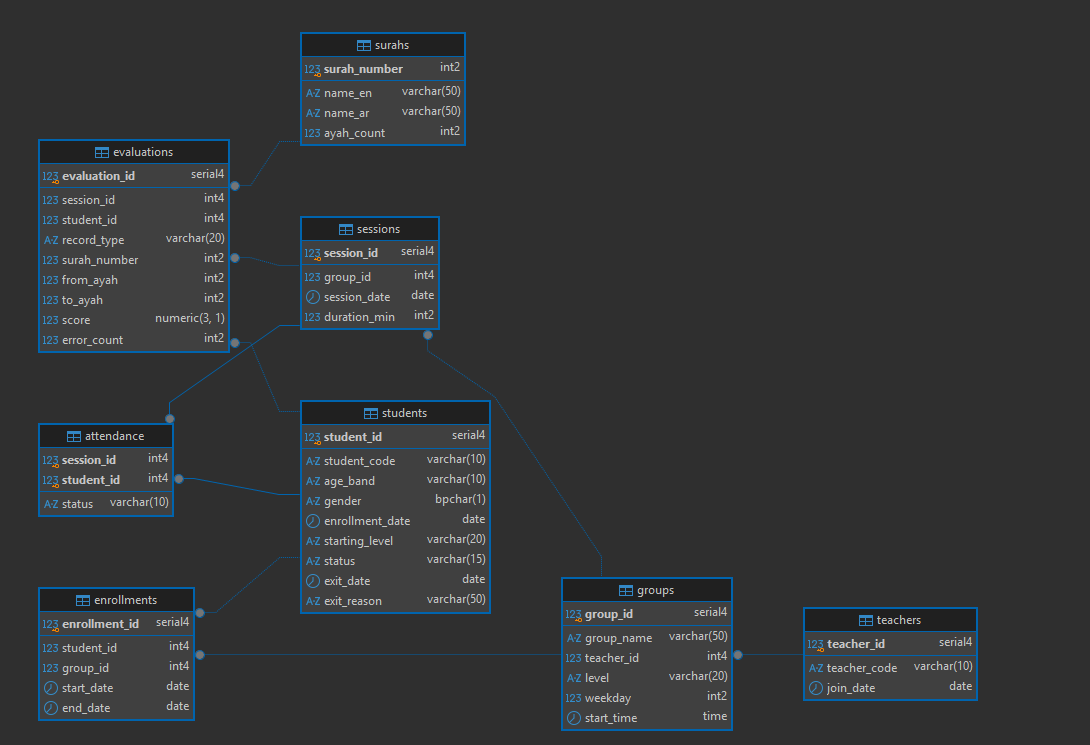 surahs
123 surah_number int2
A-Z name_en varchar(50)
A-Z name_ar varchar(50)
123 ayah_count int2
evaluations
123 evaluation_id serial4
123 session_id int4
123 student_id int4
A-Z record_type varchar(20)
123 surah_number int2
123 from_ayah int2
123 to_ayah int2
123 score numeric(3, 1)
123 error_count int2
sessions
123 session_id serial4
123 group_id int4
session_date date
123 duration_min int2
students
123 student_id serial4
A-Z student_code varchar(10)
A-Z age_band varchar(10)
A-Z gender bpchar(1)
enrollment_date date
A-Z starting_level varchar(20)
A-Z status varchar(15)
exit_date date
A-Z exit_reason varchar(50)
attendance
123 session_id int4
123 student_id int4
A-Z status varchar(10)
enrollments
123 enrollment_id serial4
123 student_id int4
123 group_id int4
start_date date
end_date date
groups
123 group_id serial4
A-Z group_name varchar(50)
123 teacher_id int4
A-Z level varchar(20)
123 weekday int2
start_time time
teachers
123 teacher_id serial4
A-Z teacher_code varchar(10)
join_date date